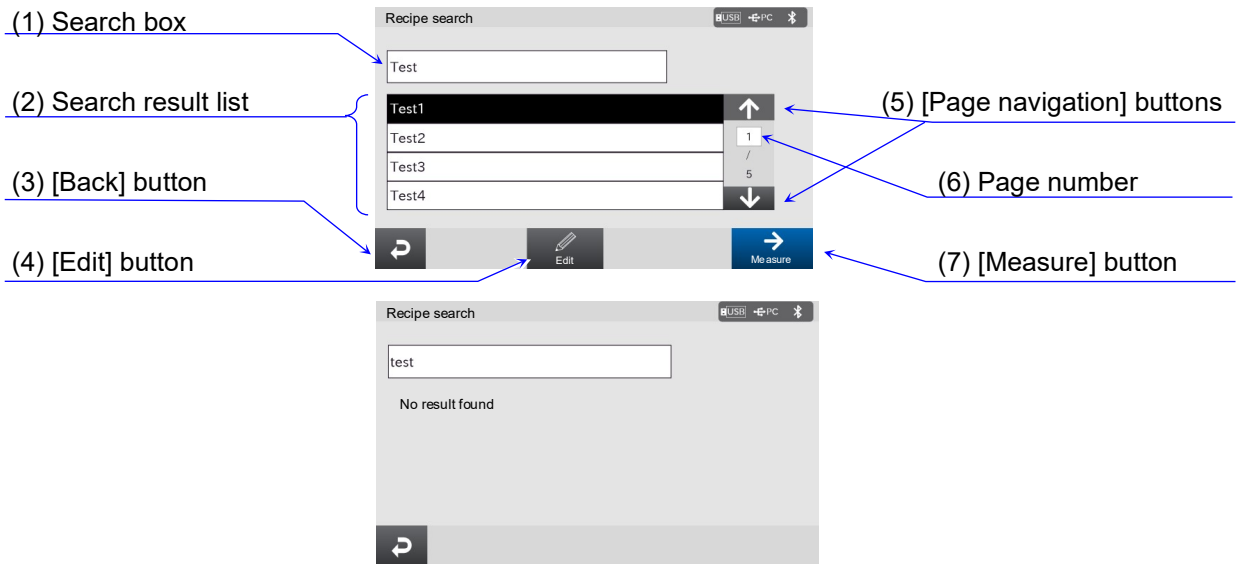 (1) Search box
(2) Search result list
(3) [Back] button
(4) [Edit] button
Recipe search
USB PC
Test
Test1
Test2
Test3
Test4
1
/
5
Edit
Measure
(5) [Page navigation] buttons
(6) Page number
(7) [Measure] button
Recipe search
USB PC
test
No result found